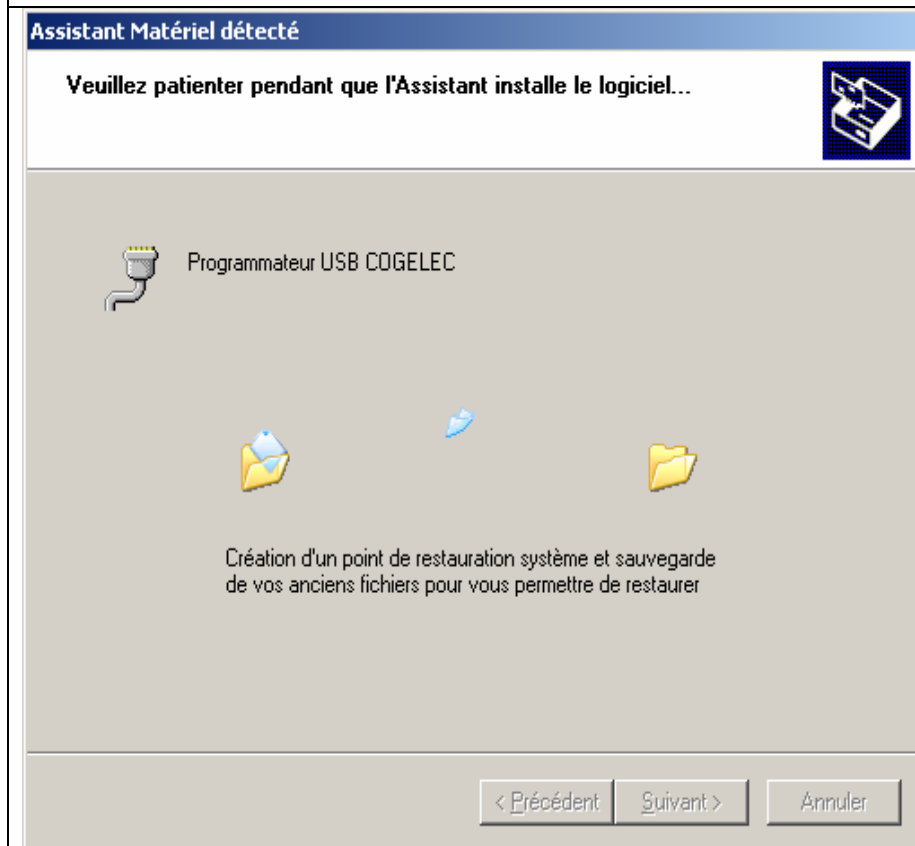 Assistant Matériel détecté
Veuillez patienter pendant que l'Assistant installe le logiciel...
Programmateur USB COGELEC
Création d'un point de restauration système et sauvegarde
de vos anciens fichiers pour vous permettre de restaurer
< Précédent Suivant > Annuler